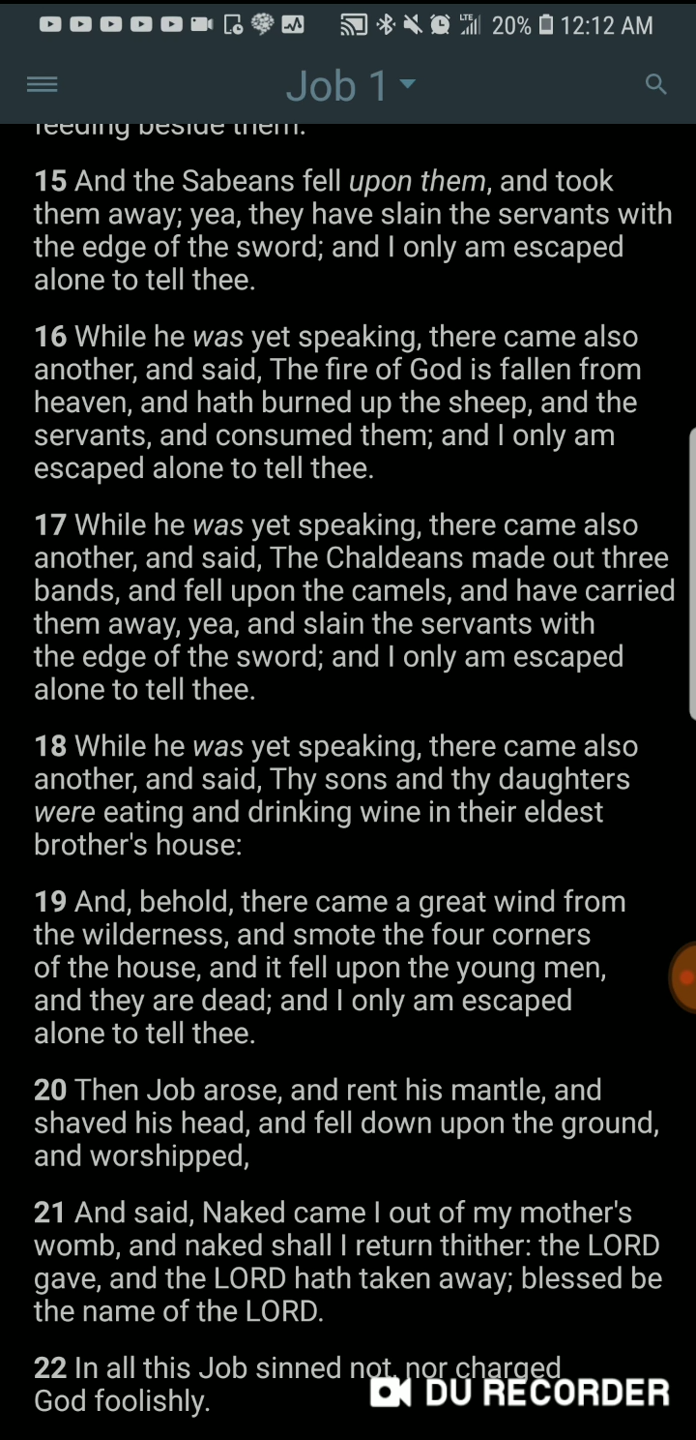 LTE 20% 12:12 AM
Job 1
feeding beside them.
15 And the Sabeans fell upon them, and took
them away; yea, they have slain the servants with
the edge of the sword; and I only am escaped
alone to tell thee.
16 While he was yet speaking, there came also
another, and said, The fire of God is fallen from
heaven, and hath burned up the sheep, and the
servants, and consumed them; and I only am
escaped alone to tell thee.
17 While he was yet speaking, there came also
another, and said, The Chaldeans made out three
bands, and fell upon the camels, and have carried
them away, yea, and slain the servants with
the edge of the sword; and I only am escaped
alone to tell thee.
18 While he was yet speaking, there came also
another, and said, Thy sons and thy daughters
were eating and drinking wine in their eldest
brother's house:
19 And, behold, there came a great wind from
the wilderness, and smote the four corners
of the house, and it fell upon the young men,
and they are dead; and I only am escaped
alone to tell thee.
20 Then Job arose, and rent his mantle, and
shaved his head, and fell down upon the ground,
and worshipped,
21 And said, Naked came I out of my mother's
womb, and naked shall I return thither: the LORD
gave, and the LORD hath taken away; blessed be
the name of the LORD.
22 In all this Job sinned not, nor charged
God foolishly.
DU RECORDER